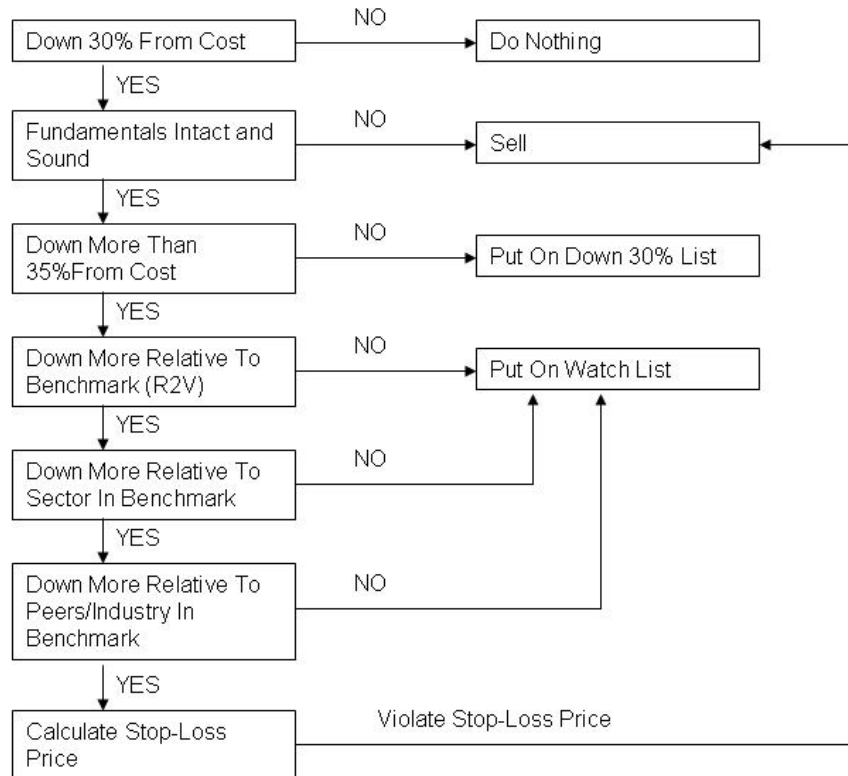 NO
Down 30% From Cost
Do Nothing
YES
Fundamentals Intact and
Sound
NO
Sell
YES
Down More Than
35%From Cost
NO
Put On Down 30% List
YES
Down More Relative To
Benchmark (R2V)
NO
Put On Watch List
YES
Down More Relative To
Sector In Benchmark
NO
YES
Down More Relative To
Peers/Industry In
Benchmark
NO
YES
Calculate Stop-Loss
Price
Violate Stop-Loss Price